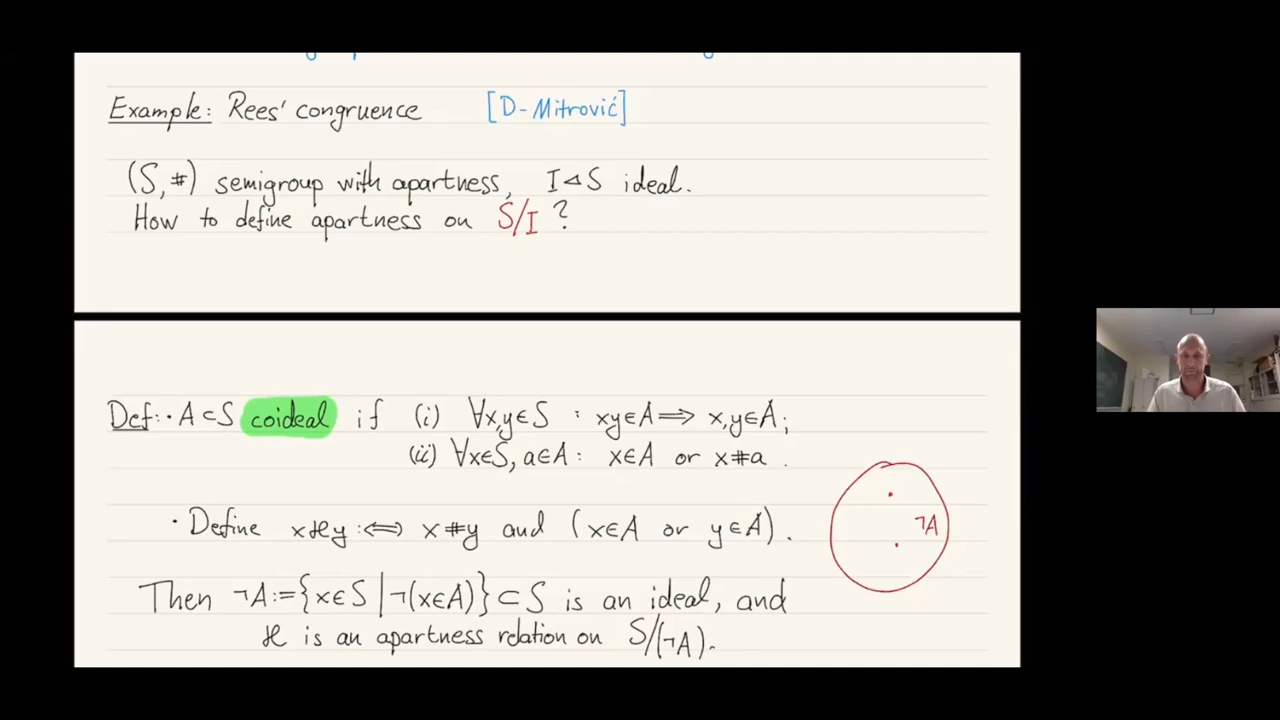 Example: Rees' congruence [D-Mitrović]
(S, #) semigroup with apartness, I ⊲ S ideal.
How to define apartness on S/I ?
Def: · A ⊂ S coideal if (i) ∀x,y∈S : xy∈A ⟹ x,y∈A;
(ii) ∀x∈S, a∈A : x∈A or x#a .
· Define xϰy :⟺ x#y and (x∈A or y∈A).
¬A
Then ¬A := {x∈S | ¬(x∈A)} ⊂ S is an ideal, and
ϰ is an apartness relation on S/(¬A).